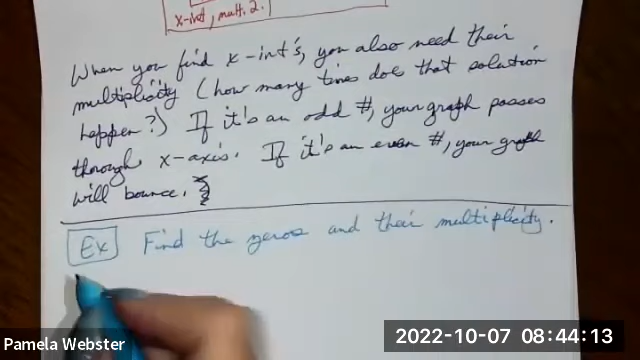 x-int, mult. 2.
When you find x-int's, you also need their
multiplicity (how many times does that solution
happen?) If it's an odd #, your graph passes
through x-axis. If it's an even #, your graph
will bounce.
Ex Find the zeros and their multiplicity.
Pamela Webster
2022-10-07 08:44:13